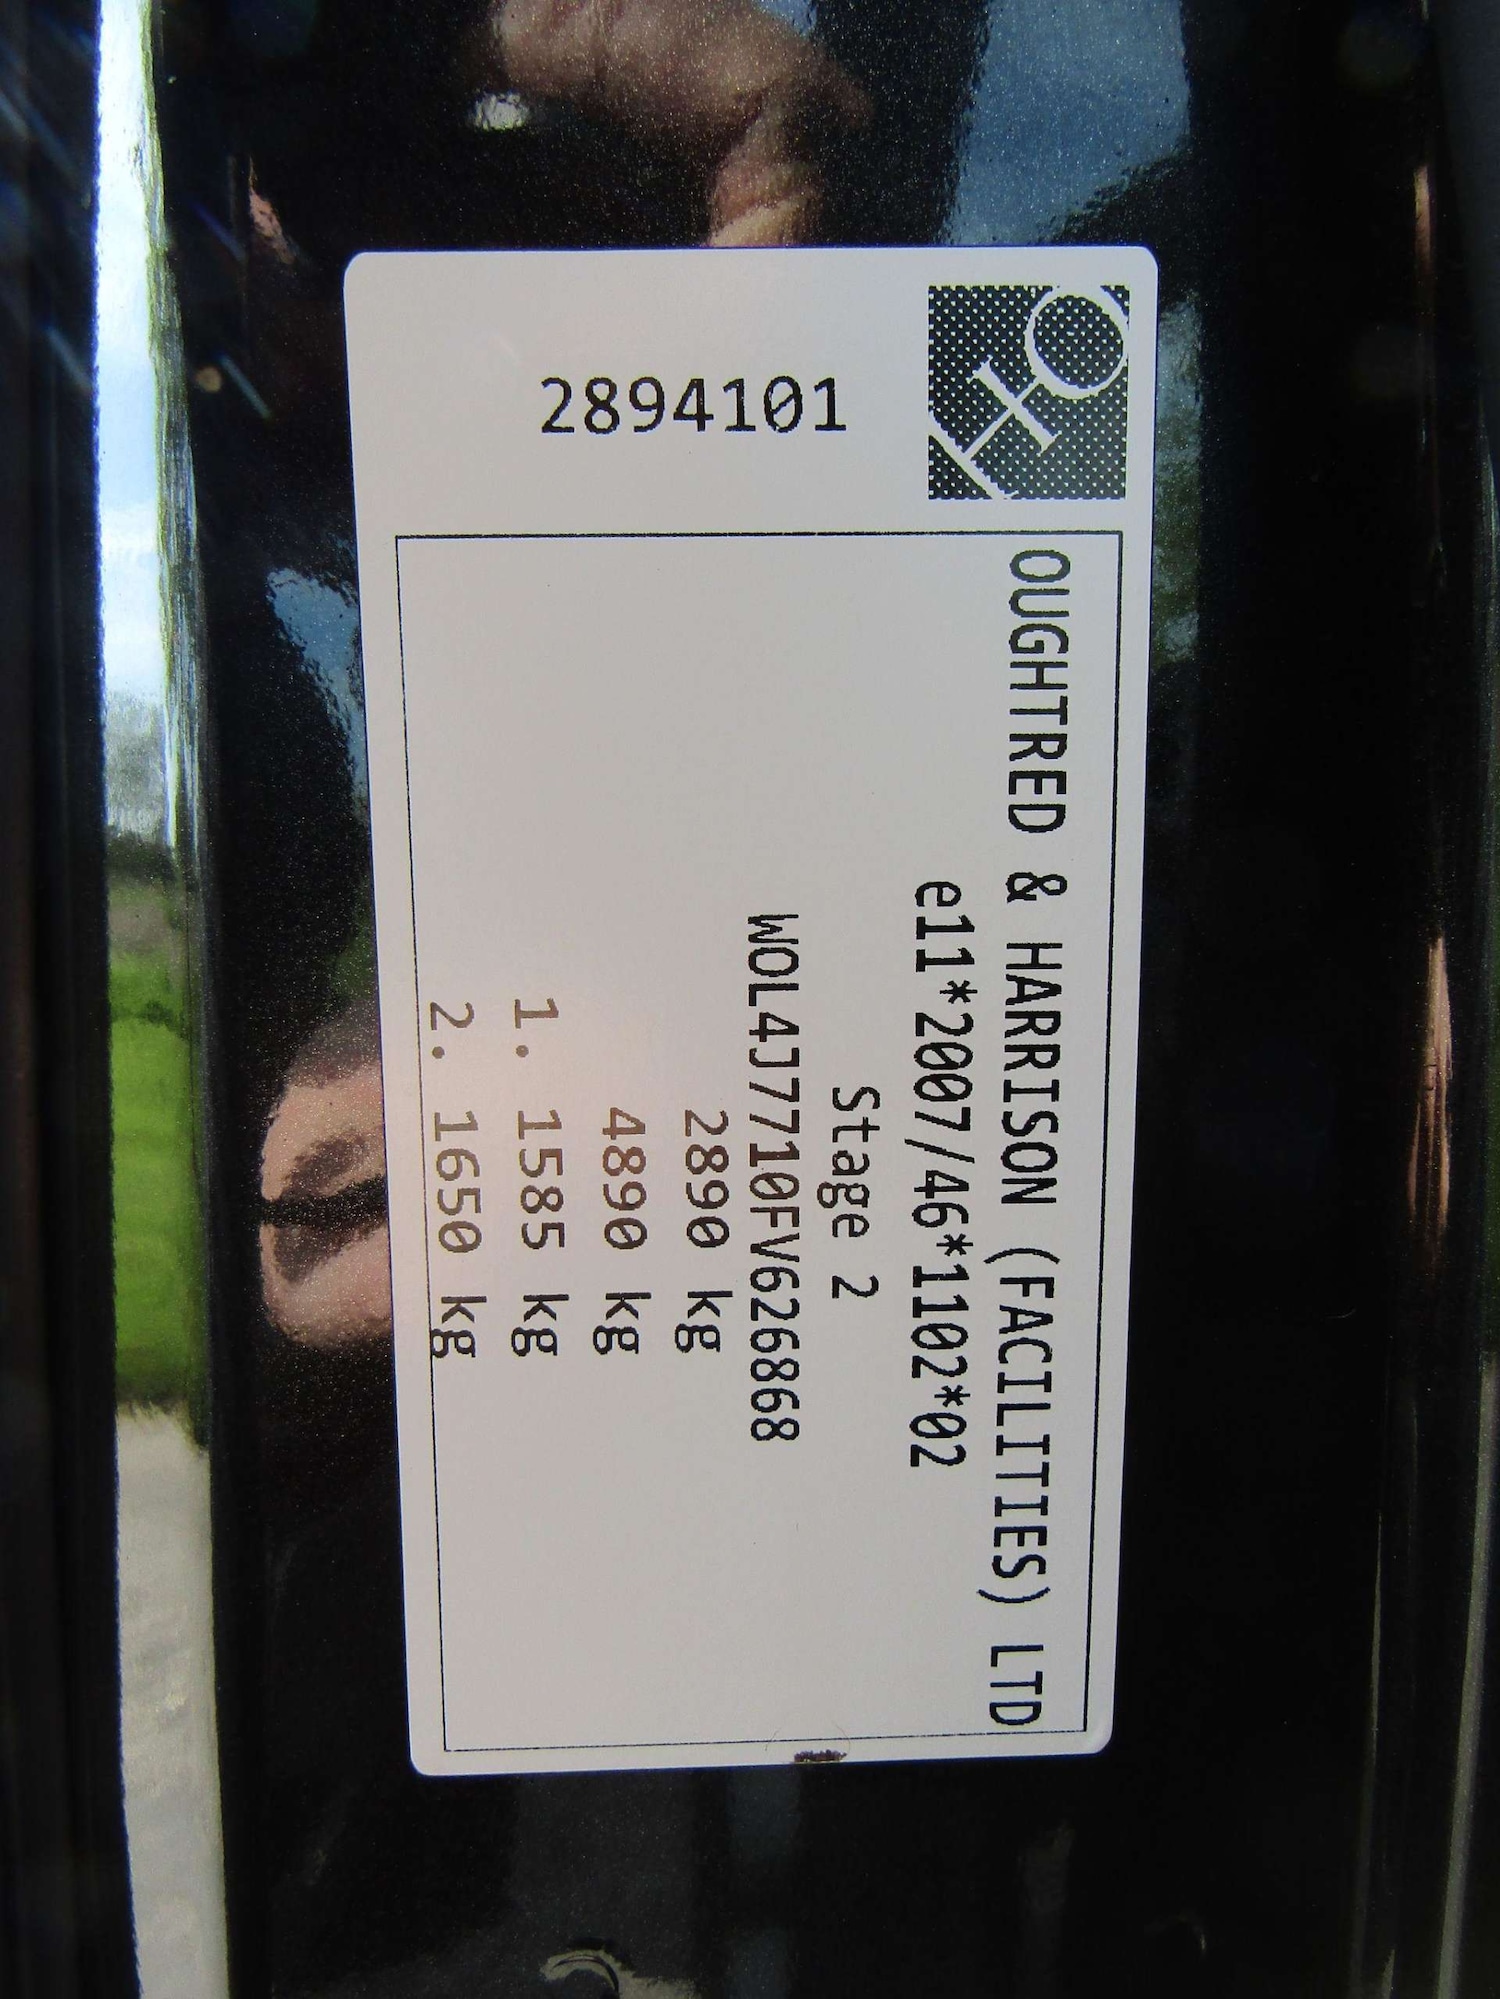 OUGHTRED & HARRISON (FACILITIES) LTD
e11*2007/46*1102*02
Stage 2
WOL4J7710FV626868
2890 kg
4890 kg
1. 1585 kg
2. 1650 kg
2894101